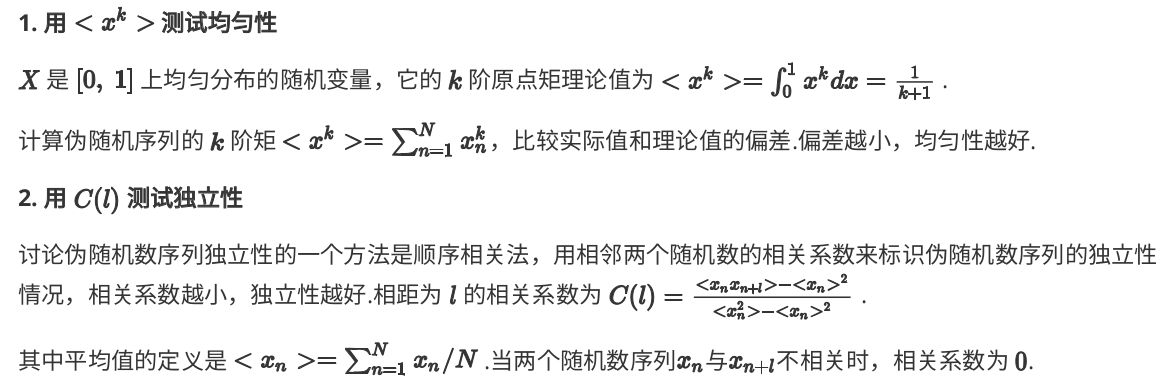 1. 用 < x^k > 测试均匀性
X 是 [0, 1] 上均匀分布的随机变量，它的 k 阶原点矩理论值为 < x^k >= ∫_0^1 x^k dx = 1/(k+1) .
计算伪随机序列的 k 阶矩 < x^k >= ∑_{n=1}^N x_n^k，比较实际值和理论值的偏差.偏差越小，均匀性越好.
2. 用 C(l) 测试独立性
讨论伪随机数序列独立性的一个方法是顺序相关法，用相邻两个随机数的相关系数来标识伪随机数序列的独立性
情况，相关系数越小，独立性越好.相距为 l 的相关系数为 C(l) = (<x_n x_{n+l}>−<x_n>^2)/(<x_n^2>−<x_n>^2) .
其中平均值的定义是 < x_n >= ∑_{n=1}^N x_n/N .当两个随机数序列x_n与x_{n+l}不相关时，相关系数为 0.